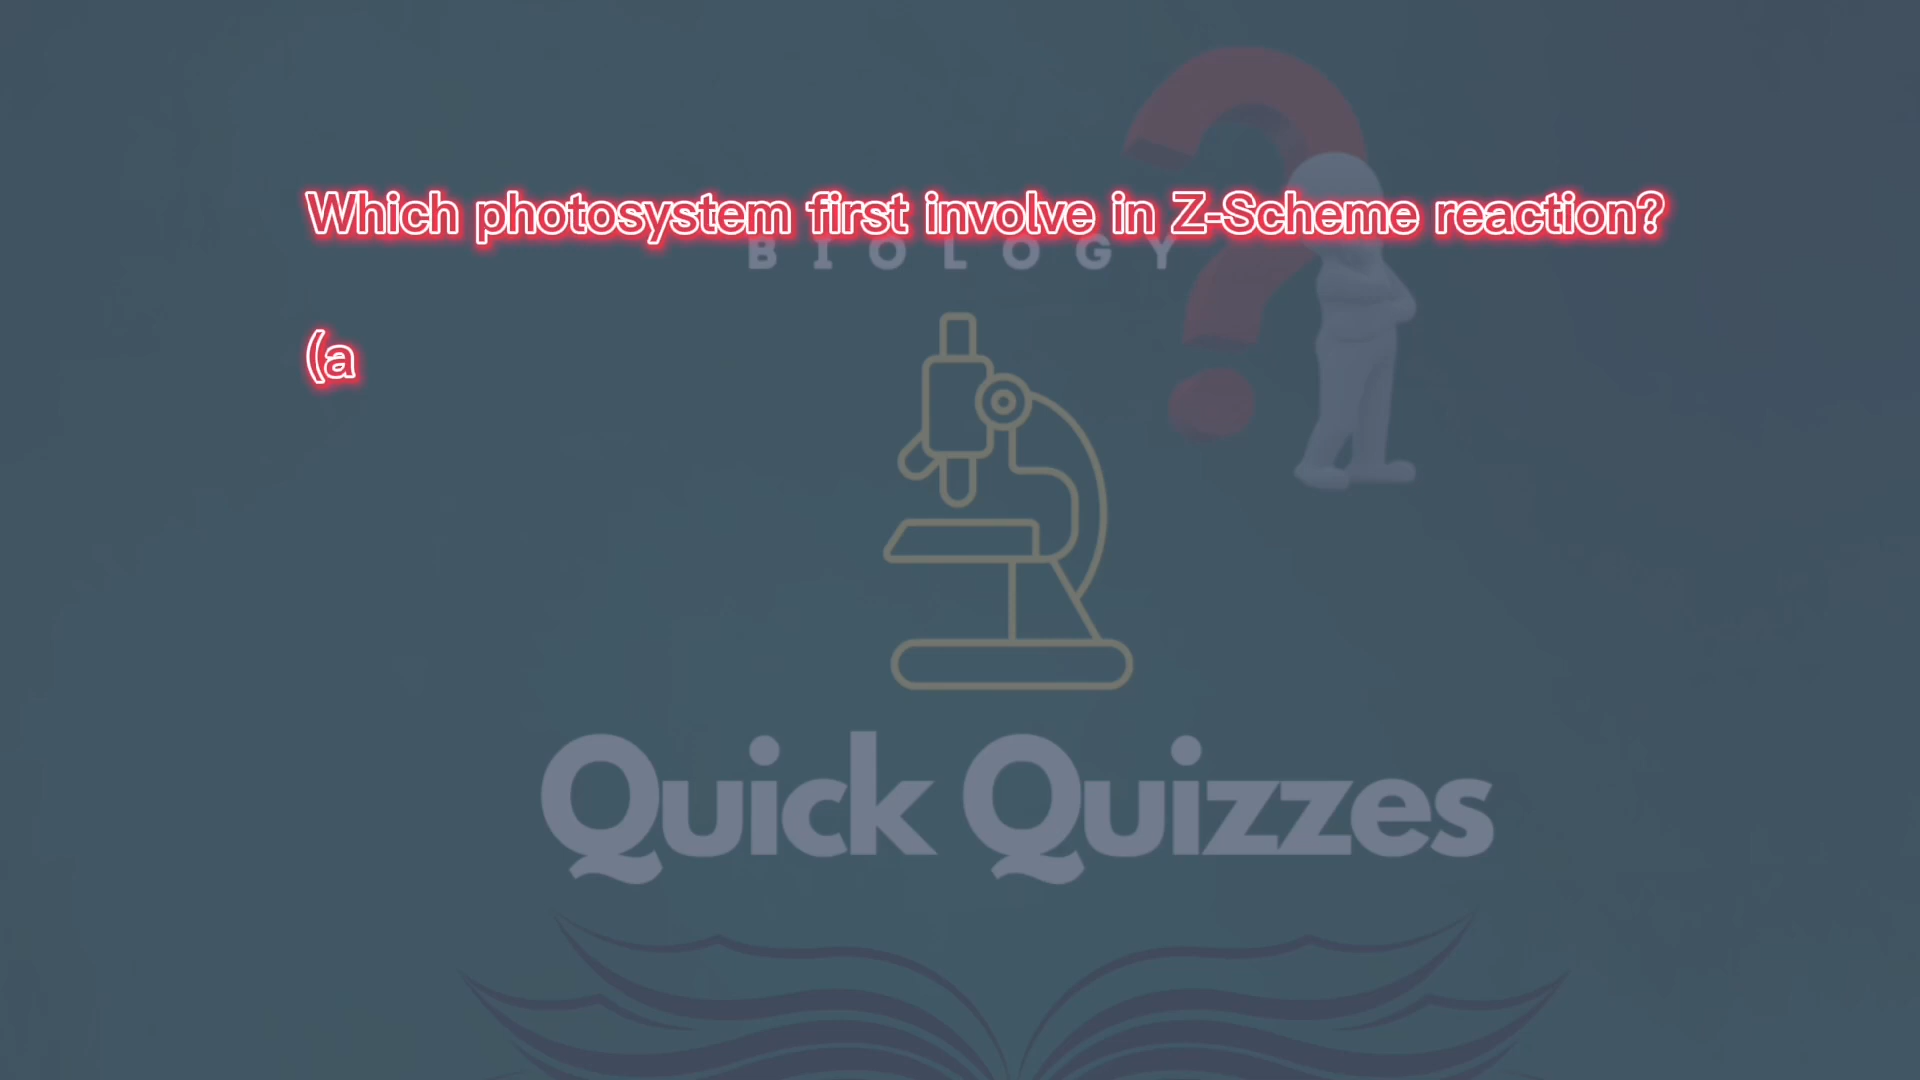 Which photosystem first involve in Z-Scheme reaction?
BIOLOGY
(a
Quick Quizzes